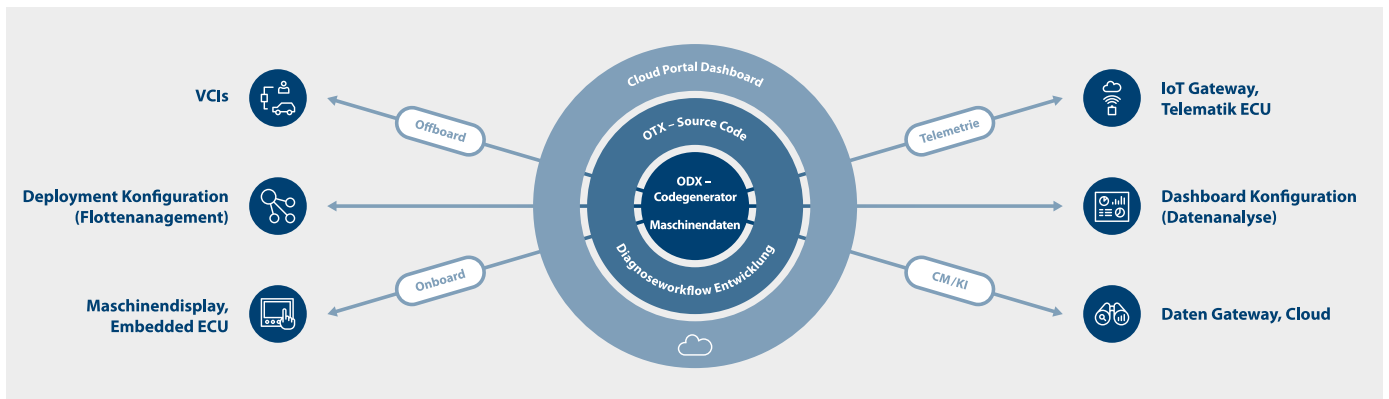 VCIs
Offboard
Deployment Konfiguration
(Flottenanagement)
Maschinendisplay,
Embedded ECU
Onboard
Cloud Portal Dashboard
OTX – Source Code
ODX –
Codegenerator
Maschinendaten
Diagnoseworkflow Entwicklung
Telemetrie
IoT Gateway,
Telematik ECU
Dashboard Konfiguration
(Datenanalyse)
CM/KI
Daten Gateway, Cloud